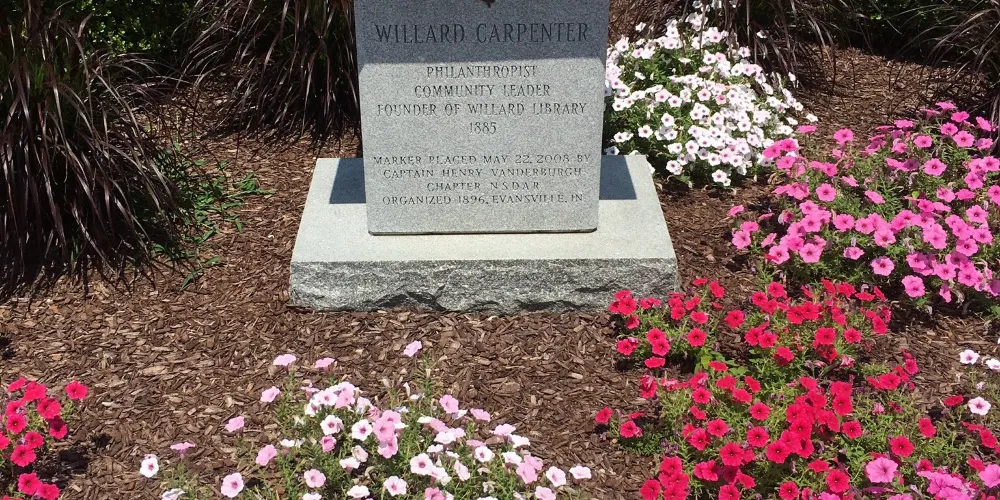 WILLARD CARPENTER
PHILANTHROPIST
COMMUNITY LEADER
FOUNDER OF WILLARD LIBRARY
1885
MARKER PLACED MAY 22, 2008 BY
CAPTAIN HENRY VANDERBURGH
CHAPTER N.S.D.A.R.
ORGANIZED 1896, EVANSVILLE, IN